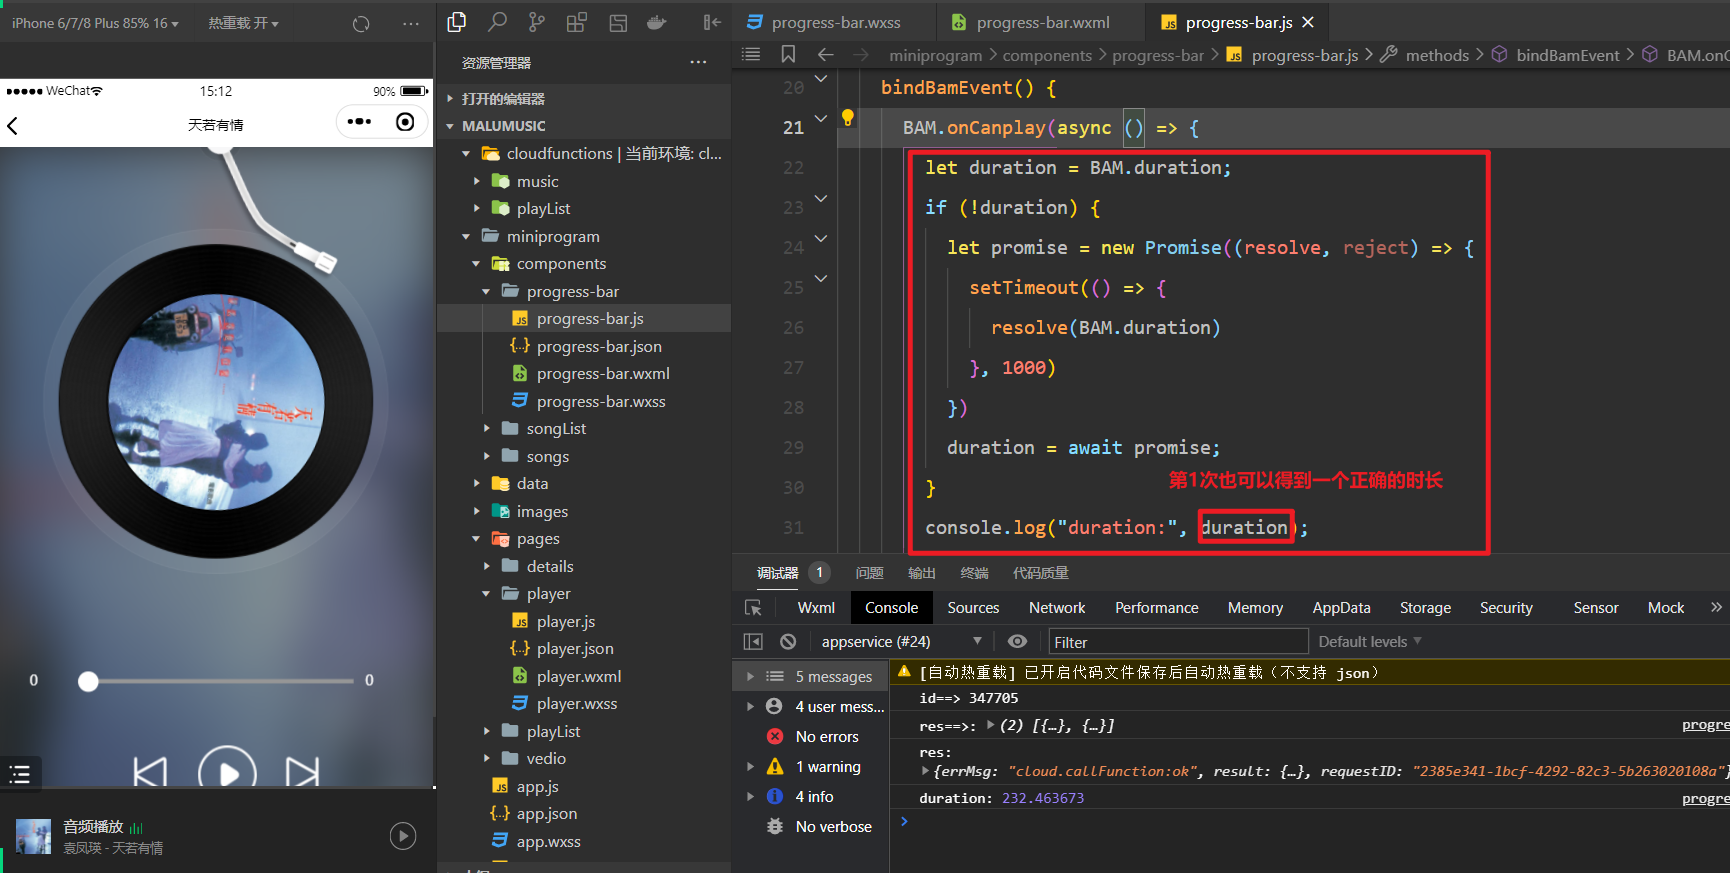 iPhone 6/7/8 Plus 85% 16
热重载 开
WeChat
15:12
90%
天若有情
天若有情
0
0
音频播放
袁凤瑛 - 天若有情
资源管理器
打开的编辑器
MALUMUSIC
cloudfunctions | 当前环境: cl...
music
playList
miniprogram
components
progress-bar
progress-bar.js
progress-bar.json
progress-bar.wxml
progress-bar.wxss
songList
songs
data
images
pages
details
player
player.js
player.json
player.wxml
player.wxss
playList
vedio
app.js
app.json
app.wxss
progress-bar.wxss
progress-bar.wxml
progress-bar.js
miniprogram > components > progress-bar > progress-bar.js > methods > bindBamEvent > BAM.onC
20 bindBamEvent() {
21 BAM.onCanplay(async () => {
22 let duration = BAM.duration;
23 if (!duration) {
24 let promise = new Promise((resolve, reject) => {
25 setTimeout(() => {
26 resolve(BAM.duration)
27 }, 1000)
28 })
29 duration = await promise;
30 }
第1次也可以得到一个正确的时长
31 console.log("duration:", duration);
调试器 1 问题 输出 终端 代码质量
Wxml Console Sources Network Performance Memory AppData Storage Security Sensor Mock »
appservice (#24)
Filter
Default levels
5 messages
4 user mess...
No errors
1 warning
4 info
No verbose
[自动热重载] 已开启代码文件保存后自动热重载（不支持 json）
id==> 347705
res==>: (2) [{…}, {…}] progre
res:
{errMsg: "cloud.callFunction:ok", result: {…}, requestID: "2385e341-1bcf-4292-82c3-5b263020108a"}
duration: 232.463673 progre